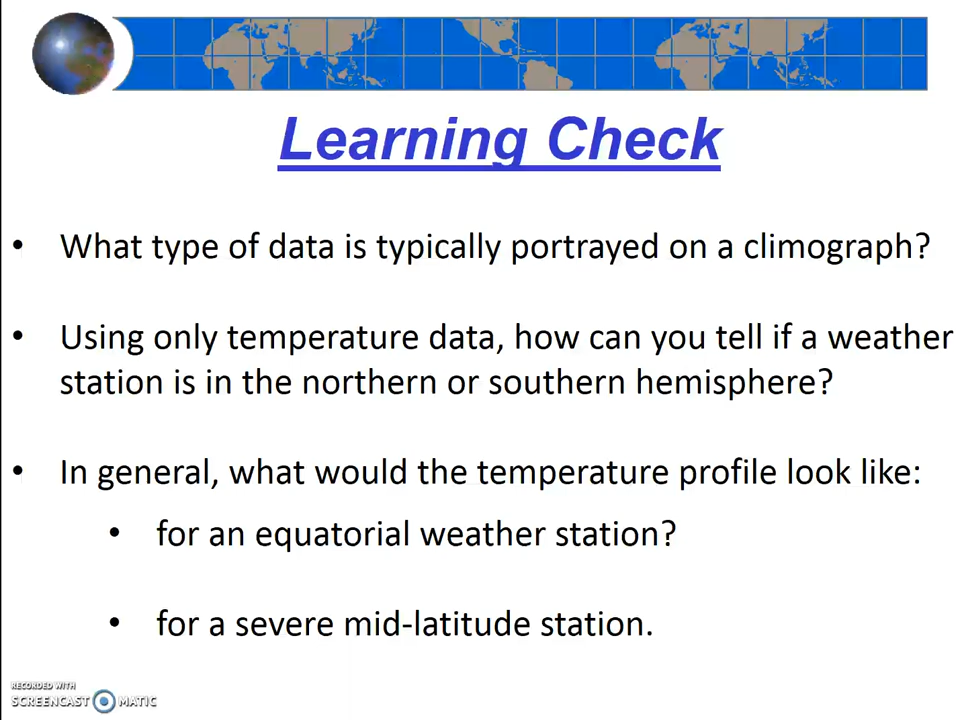 Learning Check
• What type of data is typically portrayed on a climograph?
• Using only temperature data, how can you tell if a weather
station is in the northern or southern hemisphere?
• In general, what would the temperature profile look like:
• for an equatorial weather station?
• for a severe mid-latitude station.
RECORDED WITH
SCREENCAST MATIC